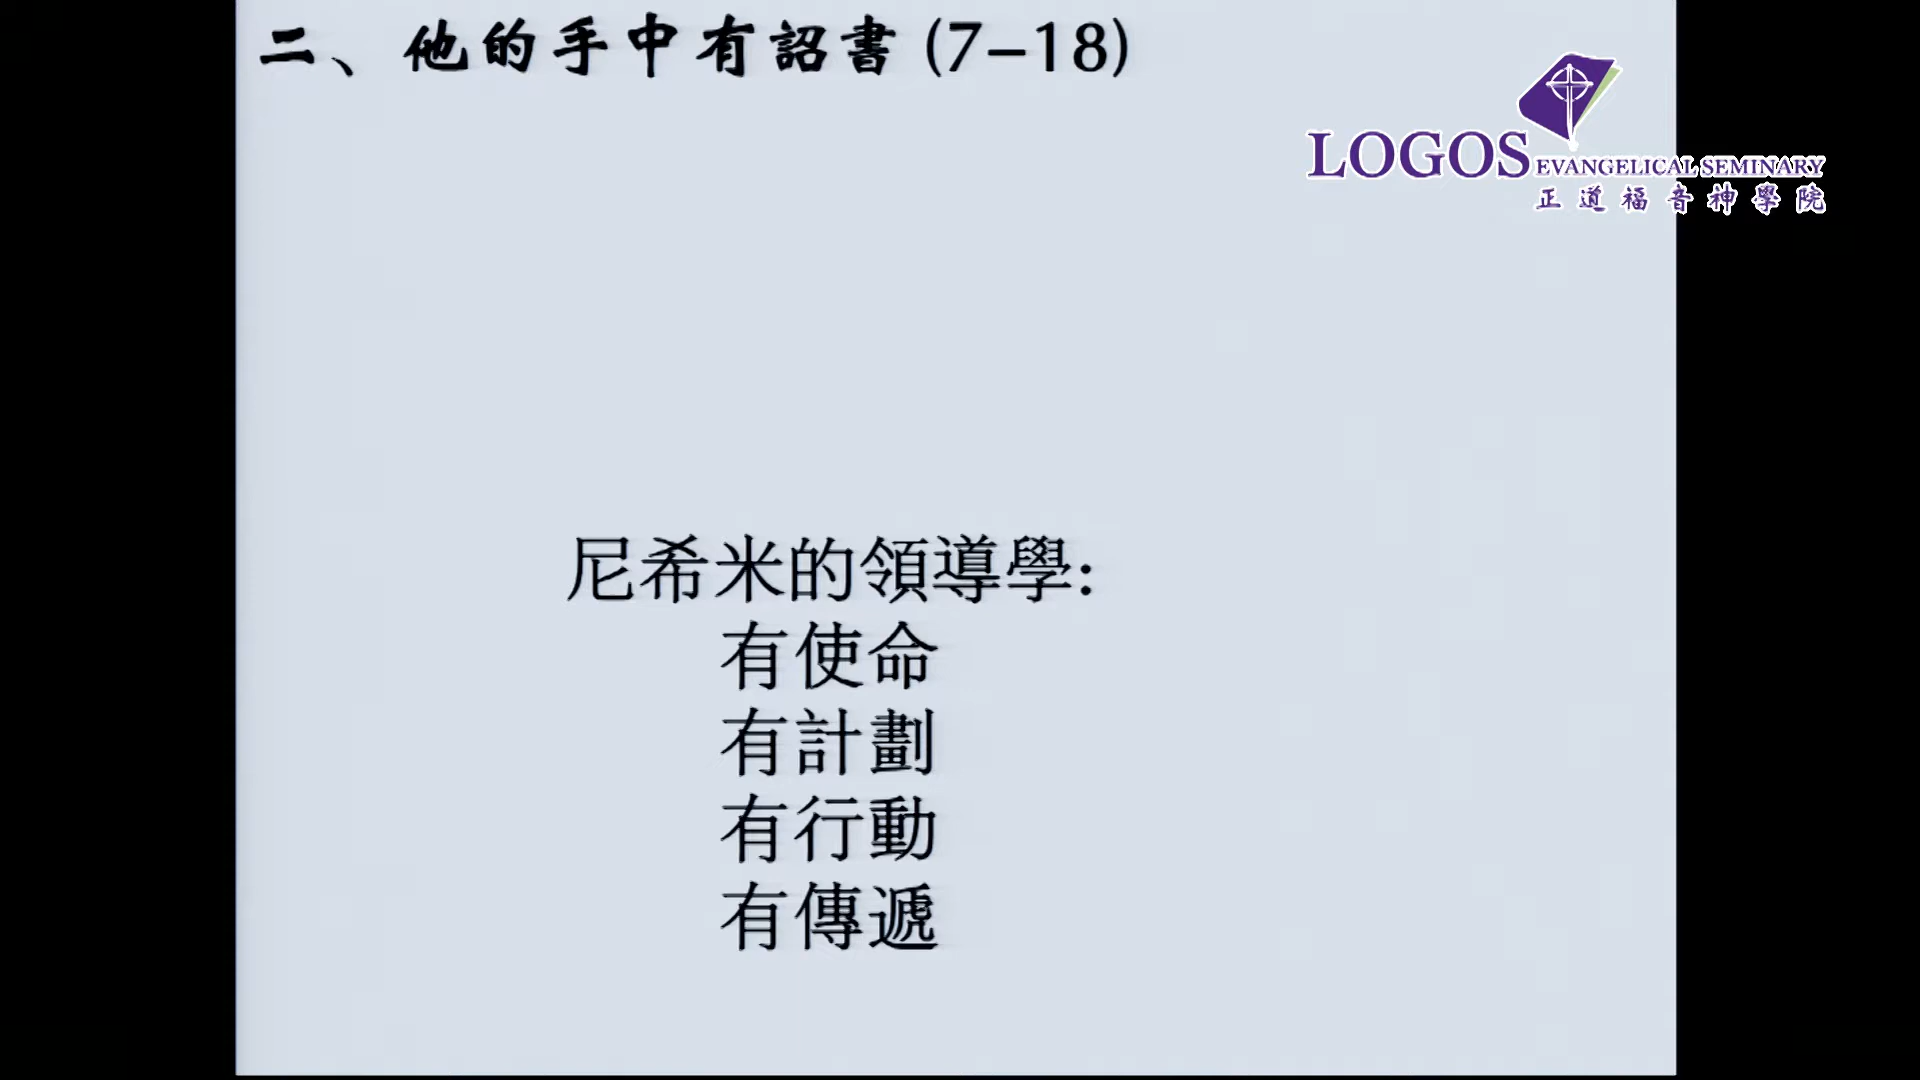 二、他的手中有詔書 (7-18)
LOGOS EVANGELICAL SEMINARY
正道福音神學院
尼希米的領導學:
有使命
有計劃
有行動
有傳遞